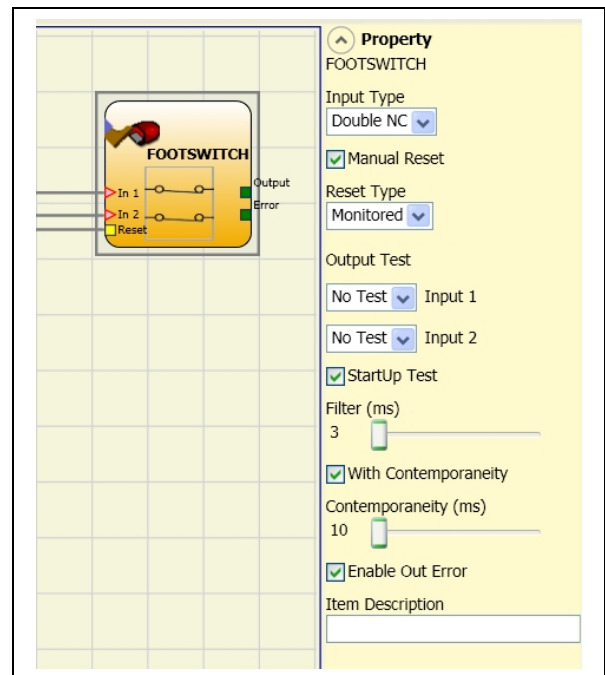 FOOTSWITCH
In 1
In 2
Reset
Output
Error
Property
FOOTSWITCH
Input Type
Double NC
Manual Reset
Reset Type
Monitored
Output Test
No Test Input 1
No Test Input 2
StartUp Test
Filter (ms)
3
With Contemporaneity
Contemporaneity (ms)
10
Enable Out Error
Item Description